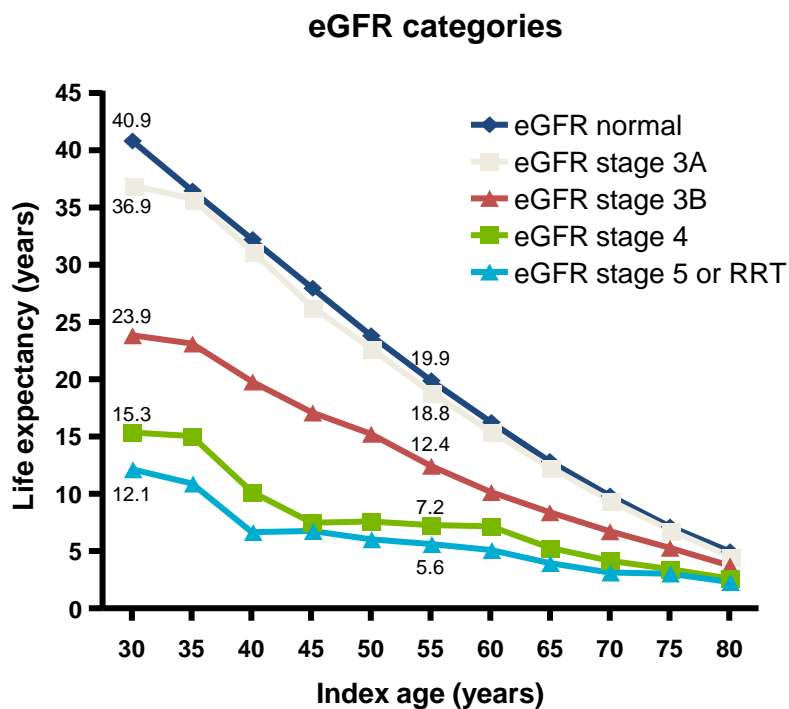 eGFR categories
45
40
35
30
25
20
15
10
5
0
Life expectancy (years)
40.9
36.9
23.9
15.3
12.1
19.9
18.8
12.4
7.2
5.6
eGFR normal
eGFR stage 3A
eGFR stage 3B
eGFR stage 4
eGFR stage 5 or RRT
30 35 40 45 50 55 60 65 70 75 80
Index age (years)